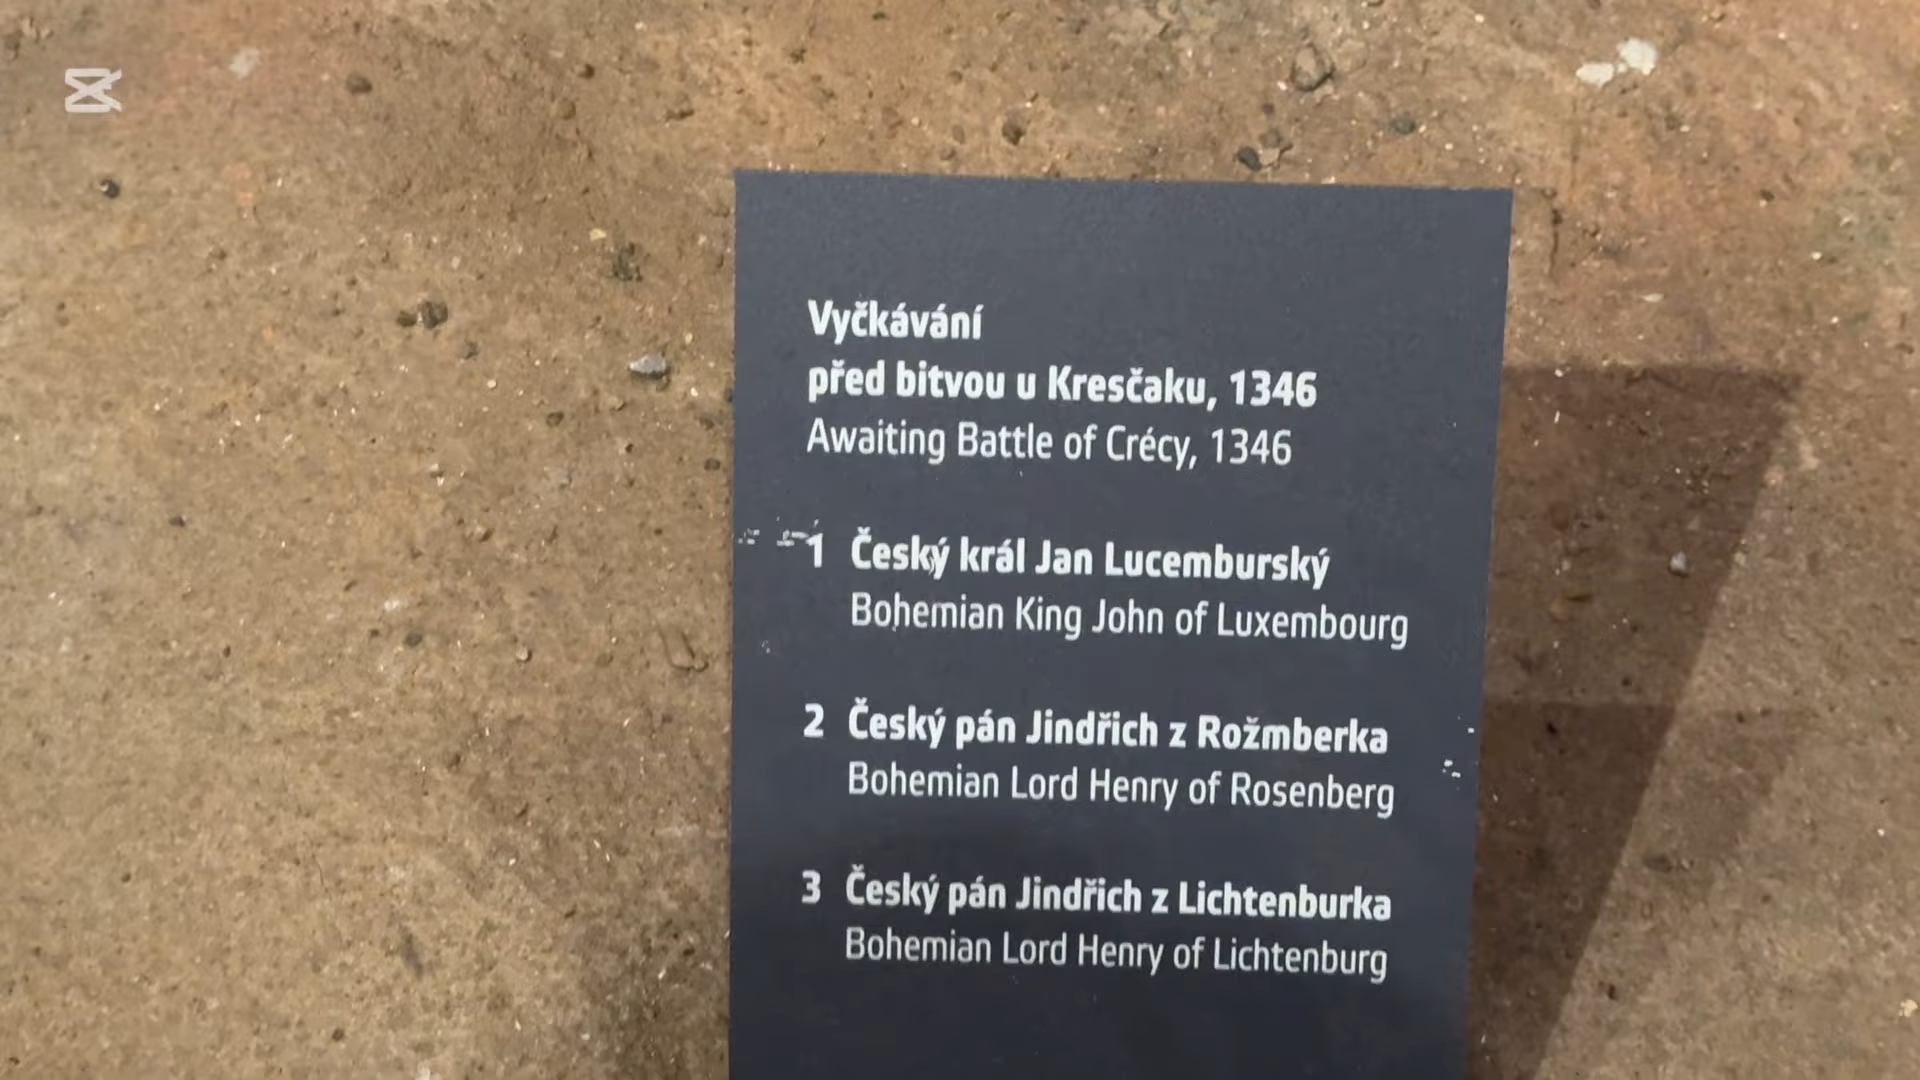 Vyčkávání
před bitvou u Kresčaku, 1346
Awaiting Battle of Crécy, 1346
1 Český král Jan Lucemburský
Bohemian King John of Luxembourg
2 Český pán Jindřich z Rožmberka
Bohemian Lord Henry of Rosenberg
3 Český pán Jindřich z Lichtenburka
Bohemian Lord Henry of Lichtenburg